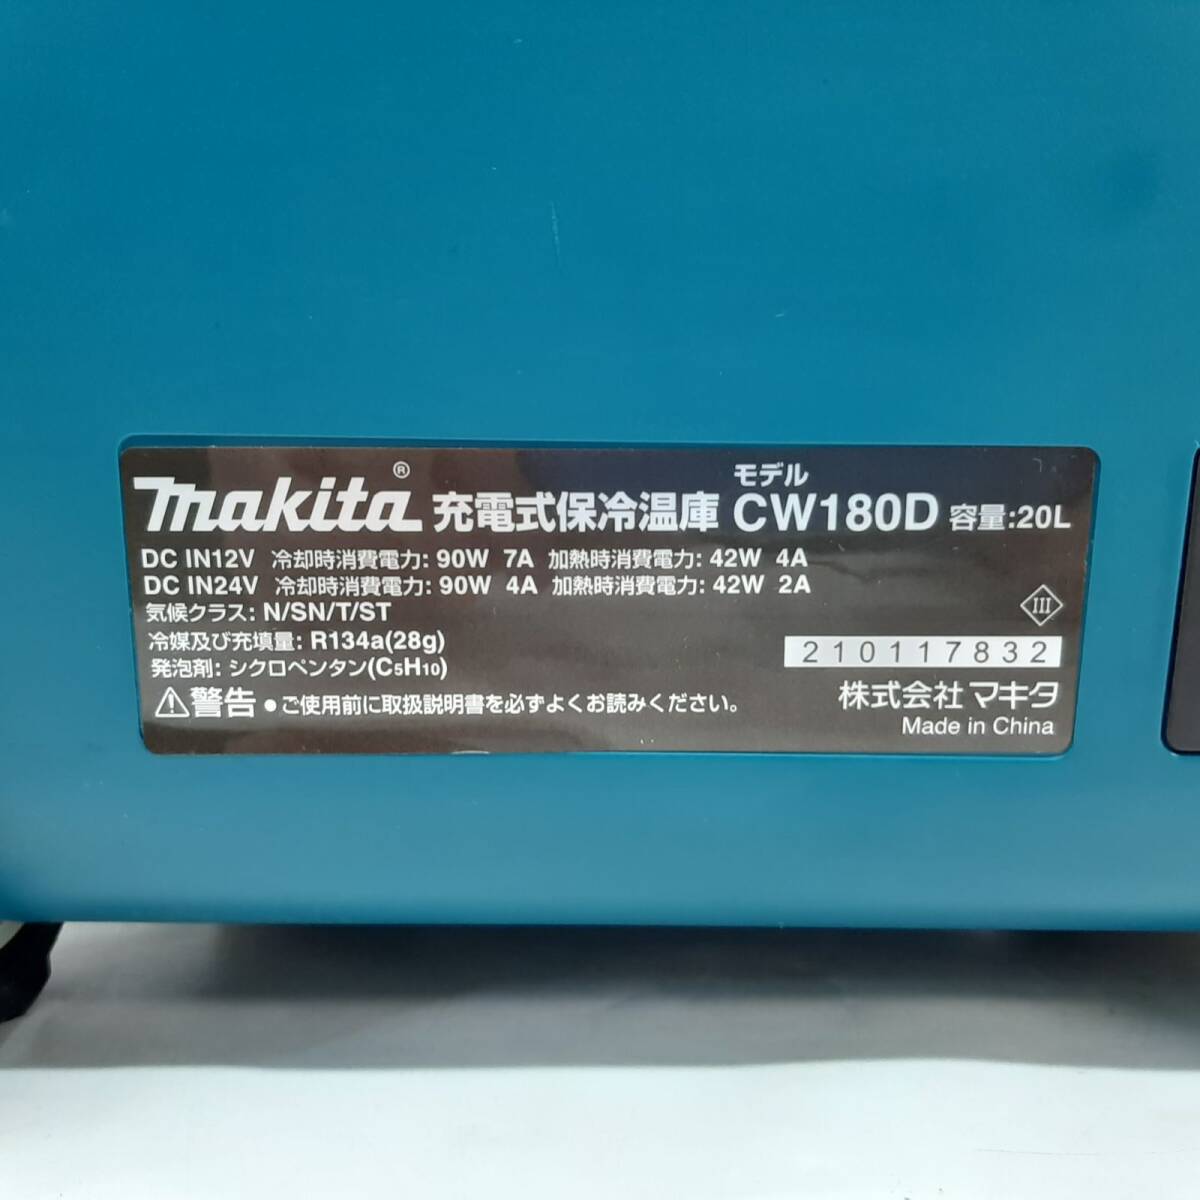 makita® 充電式保冷温庫 モデル CW180D 容量:20L
DC IN12V 冷却時消費電力: 90W 7A 加熱時消費電力: 42W 4A
DC IN24V 冷却時消費電力: 90W 4A 加熱時消費電力: 42W 2A
気候クラス: N/SN/T/ST
III
冷媒及び充填量: R134a(28g)
210117832
発泡剤: シクロペンタン(C5H10)
警告 ●ご使用前に取扱説明書を必ずよくお読みください。
株式会社 マキタ
Made in China